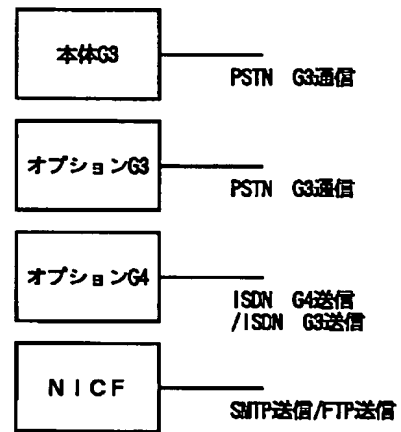 本体G3
PSTN G3通信
オプションG3
PSTN G3通信
オプションG4
ISDN G4送信
/ISDN G3送信
NICF
SMTP送信/FTP送信